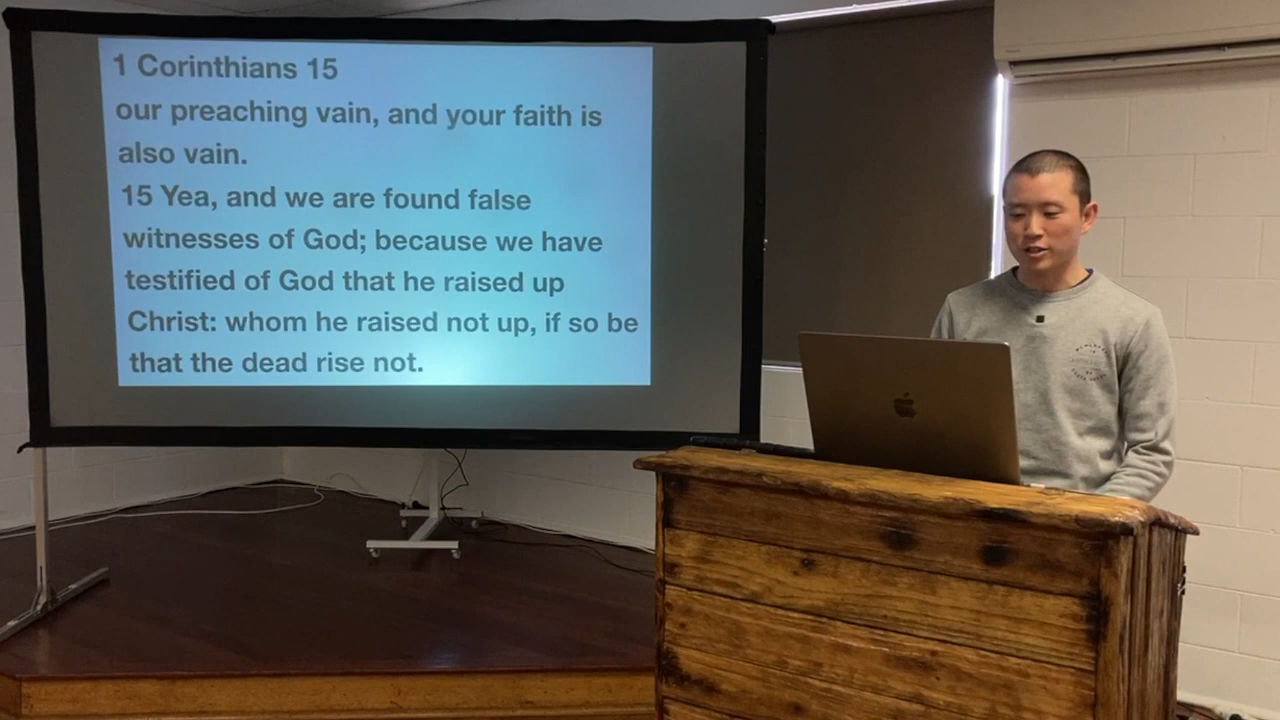 1 Corinthians 15
our preaching vain, and your faith is
also vain.
15 Yea, and we are found false
witnesses of God; because we have
testified of God that he raised up
Christ: whom he raised not up, if so be
that the dead rise not.